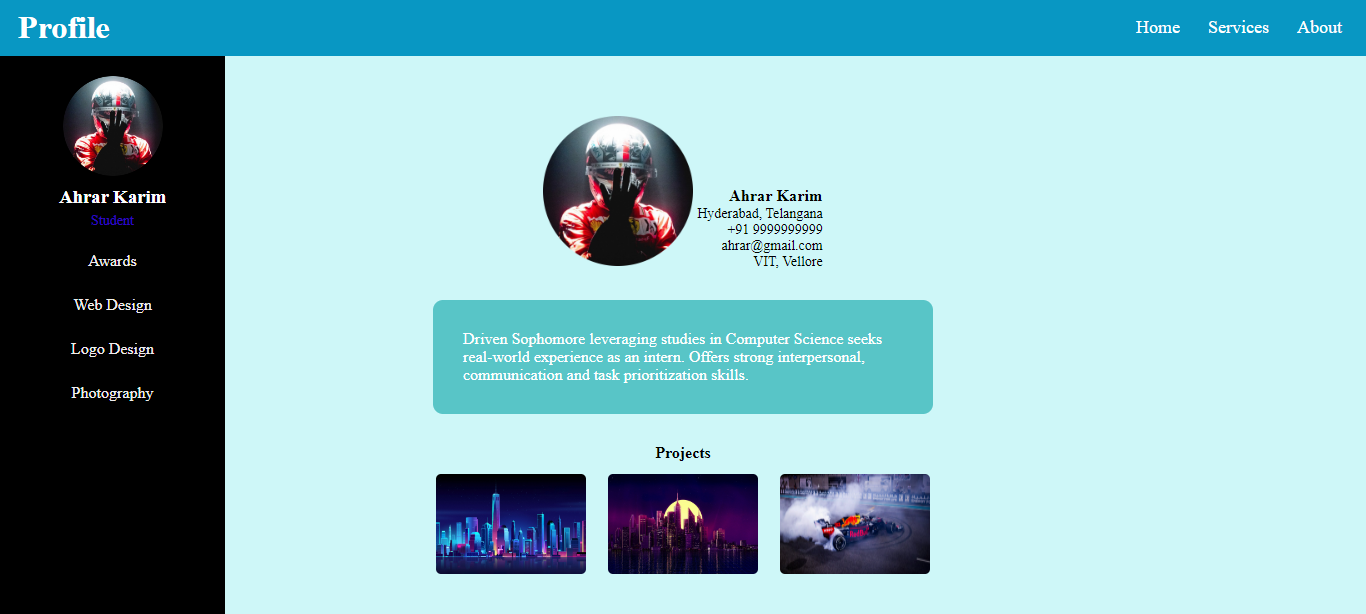 Profile
Home
Services
About
Ahrar Karim
Student
Awards
Web Design
Logo Design
Photography
Ahrar Karim
Hyderabad, Telangana
+91 9999999999
ahrar@gmail.com
VIT, Vellore
Driven Sophomore leveraging studies in Computer Science seeks
real-world experience as an intern. Offers strong interpersonal,
communication and task prioritization skills.
Projects